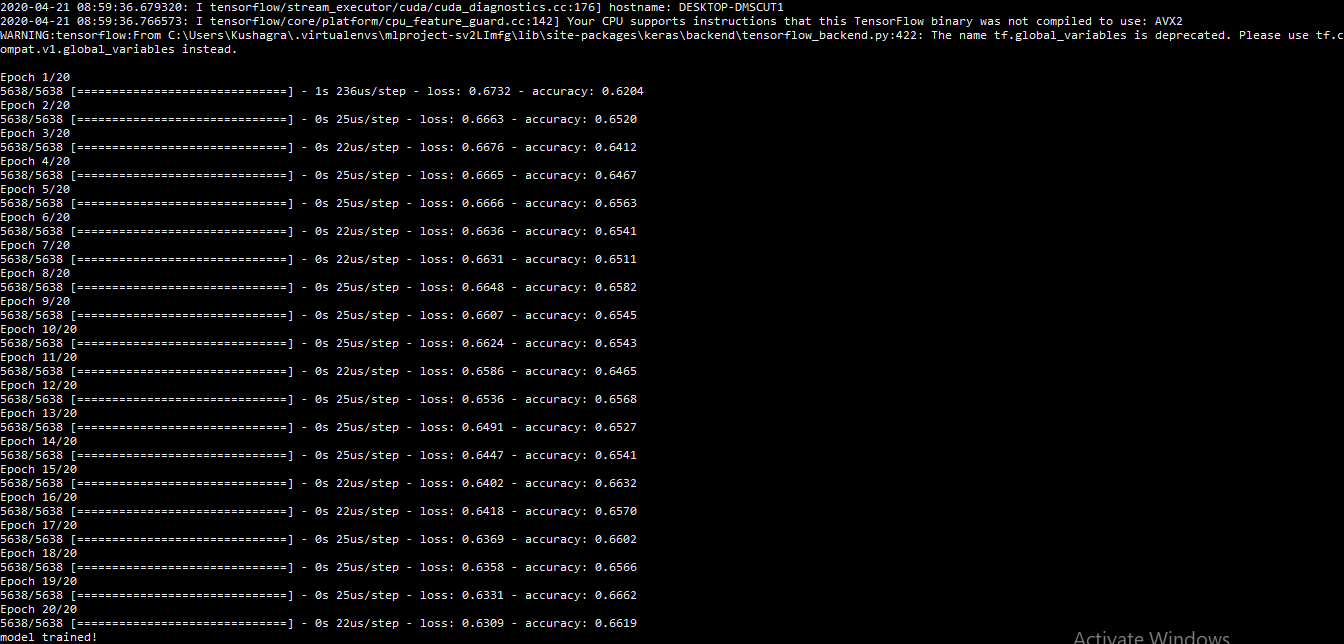 2020-04-21 08:59:36.679320: I tensorflow/stream_executor/cuda/cuda_diagnostics.cc:176] hostname: DESKTOP-DMSCUT1
2020-04-21 08:59:36.766573: I tensorflow/core/platform/cpu_feature_guard.cc:142] Your CPU supports instructions that this TensorFlow binary was not compiled to use: AVX2
WARNING:tensorflow:From C:\Users\Kushagra\.virtualenvs\mlproject-sv2LImfg\lib\site-packages\keras\backend\tensorflow_backend.py:422: The name tf.global_variables is deprecated. Please use tf.c
ompat.v1.global_variables instead.
Epoch 1/20
5638/5638 [==============================] - 1s 236us/step - loss: 0.6732 - accuracy: 0.6204
Epoch 2/20
5638/5638 [==============================] - 0s 25us/step - loss: 0.6663 - accuracy: 0.6520
Epoch 3/20
5638/5638 [==============================] - 0s 22us/step - loss: 0.6676 - accuracy: 0.6412
Epoch 4/20
5638/5638 [==============================] - 0s 25us/step - loss: 0.6665 - accuracy: 0.6467
Epoch 5/20
5638/5638 [==============================] - 0s 25us/step - loss: 0.6666 - accuracy: 0.6563
Epoch 6/20
5638/5638 [==============================] - 0s 22us/step - loss: 0.6636 - accuracy: 0.6541
Epoch 7/20
5638/5638 [==============================] - 0s 22us/step - loss: 0.6631 - accuracy: 0.6511
Epoch 8/20
5638/5638 [==============================] - 0s 25us/step - loss: 0.6648 - accuracy: 0.6582
Epoch 9/20
5638/5638 [==============================] - 0s 25us/step - loss: 0.6607 - accuracy: 0.6545
Epoch 10/20
5638/5638 [==============================] - 0s 25us/step - loss: 0.6624 - accuracy: 0.6543
Epoch 11/20
5638/5638 [==============================] - 0s 22us/step - loss: 0.6586 - accuracy: 0.6465
Epoch 12/20
5638/5638 [==============================] - 0s 25us/step - loss: 0.6536 - accuracy: 0.6568
Epoch 13/20
5638/5638 [==============================] - 0s 25us/step - loss: 0.6491 - accuracy: 0.6527
Epoch 14/20
5638/5638 [==============================] - 0s 25us/step - loss: 0.6447 - accuracy: 0.6541
Epoch 15/20
5638/5638 [==============================] - 0s 22us/step - loss: 0.6402 - accuracy: 0.6632
Epoch 16/20
5638/5638 [==============================] - 0s 22us/step - loss: 0.6418 - accuracy: 0.6570
Epoch 17/20
5638/5638 [==============================] - 0s 25us/step - loss: 0.6369 - accuracy: 0.6602
Epoch 18/20
5638/5638 [==============================] - 0s 25us/step - loss: 0.6358 - accuracy: 0.6566
Epoch 19/20
5638/5638 [==============================] - 0s 25us/step - loss: 0.6331 - accuracy: 0.6662
Epoch 20/20
5638/5638 [==============================] - 0s 22us/step - loss: 0.6309 - accuracy: 0.6619
model trained!
Activate Windows